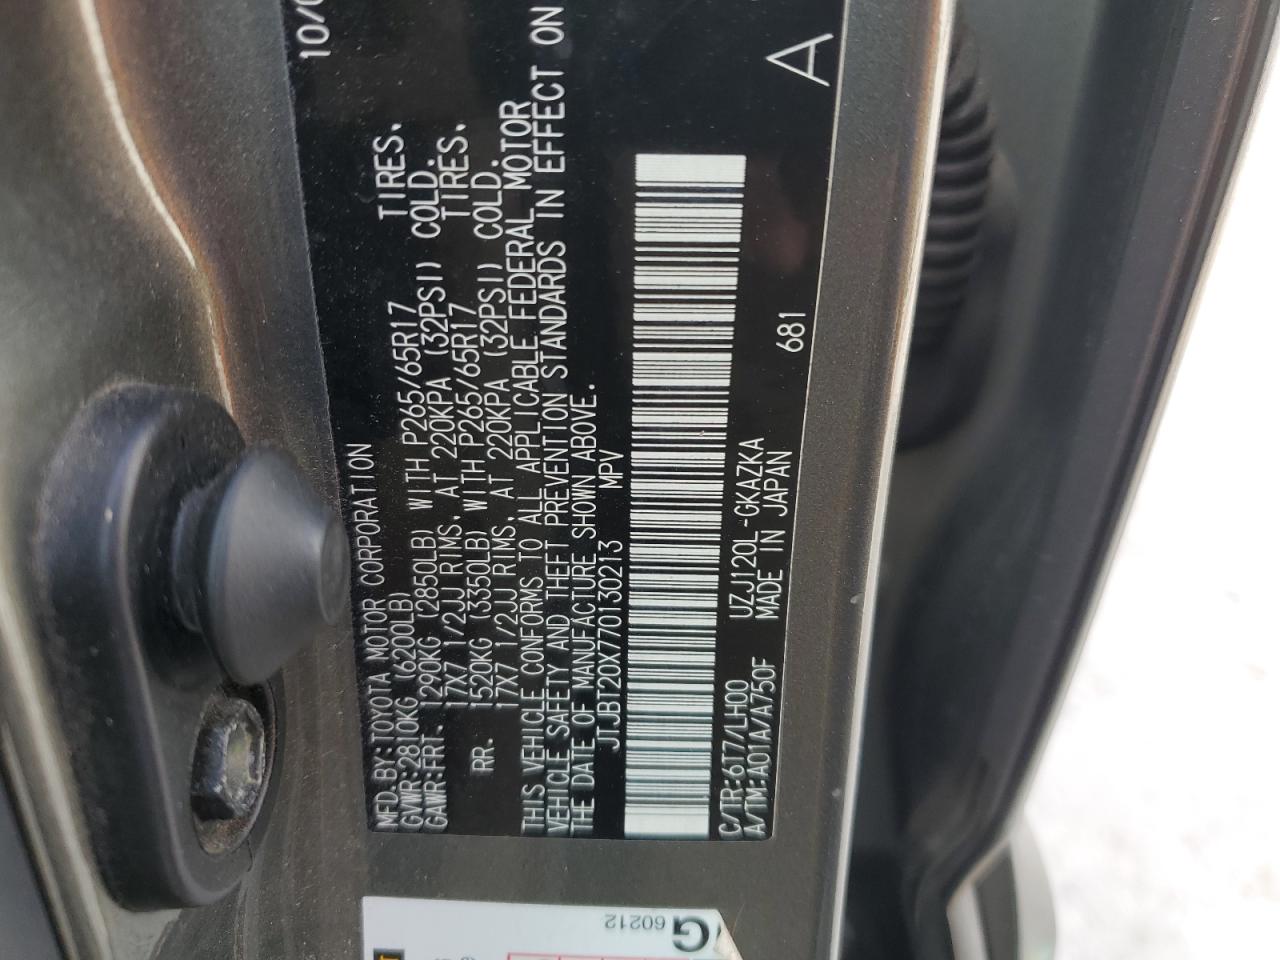 MFD. BY: TOYOTA MOTOR CORPORATION 10/0
GVWR: 2810KG (6200LB)
GAWR: FRT. 1290KG (2850LB) WITH P265/65R17 TIRES.
17X7 1/2JJ RIMS, AT 220KPA (32PSI) COLD.
RR. 1520KG (3350LB) WITH P265/65R17 TIRES.
17X7 1/2JJ RIMS, AT 220KPA (32PSI) COLD.
THIS VEHICLE CONFORMS TO ALL APPLICABLE FEDERAL MOTOR
VEHICLE SAFETY AND THEFT PREVENTION STANDARDS IN EFFECT ON
THE DATE OF MANUFACTURE SHOWN ABOVE.
JTJBT20X770130213 MPV
C/TR: 6T7/LH00 UZJ120L-GKAZKA
A/TM: A01A/A750F MADE IN JAPAN 681
A
60212
G